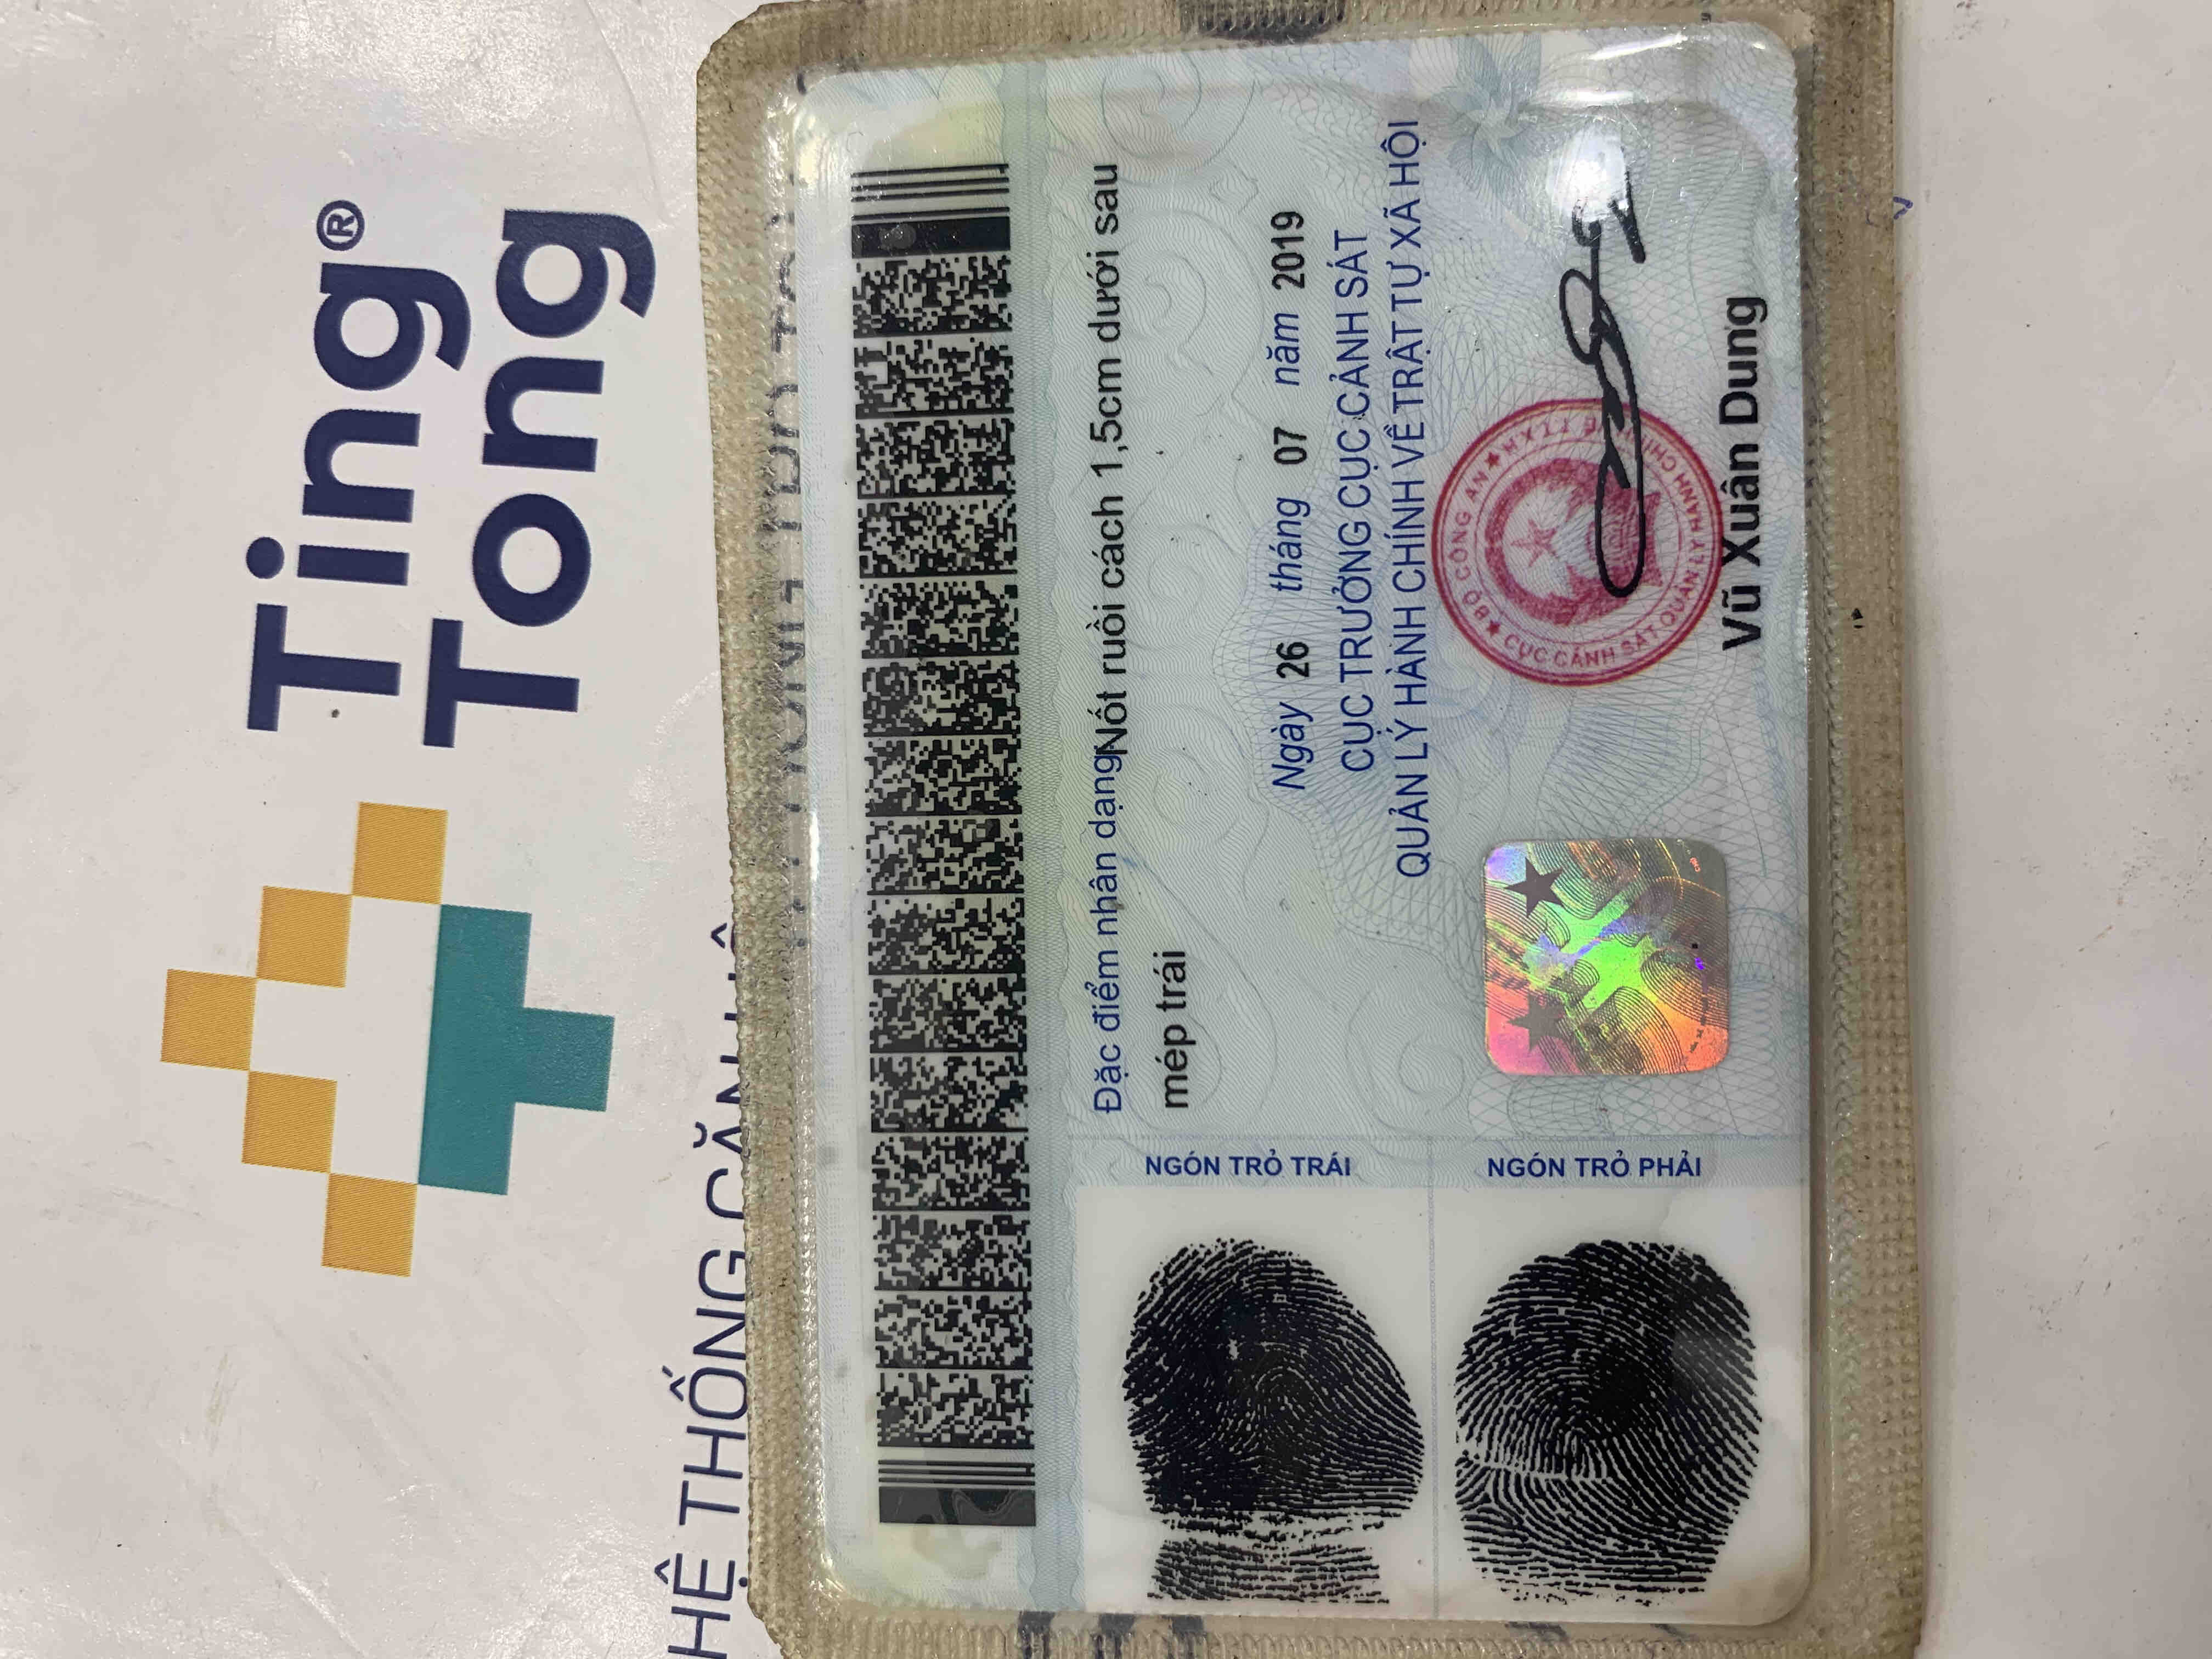 Ting®
Tong
HỆ THỐNG CĂN HỘ
Đặc điểm nhận dạng: Nốt ruồi cách 1,5cm dưới sau
mép trái
Ngày 26 tháng 07 năm 2019
CỤC TRƯỞNG CỤC CẢNH SÁT
QUẢN LÝ HÀNH CHÍNH VỀ TRẬT TỰ XÃ HỘI
BỘ CÔNG AN
CỤC CẢNH SÁT QUẢN LÝ HÀNH CHÍNH VỀ TTXH
Vũ Xuân Dung
NGÓN TRỎ TRÁI
NGÓN TRỎ PHẢI